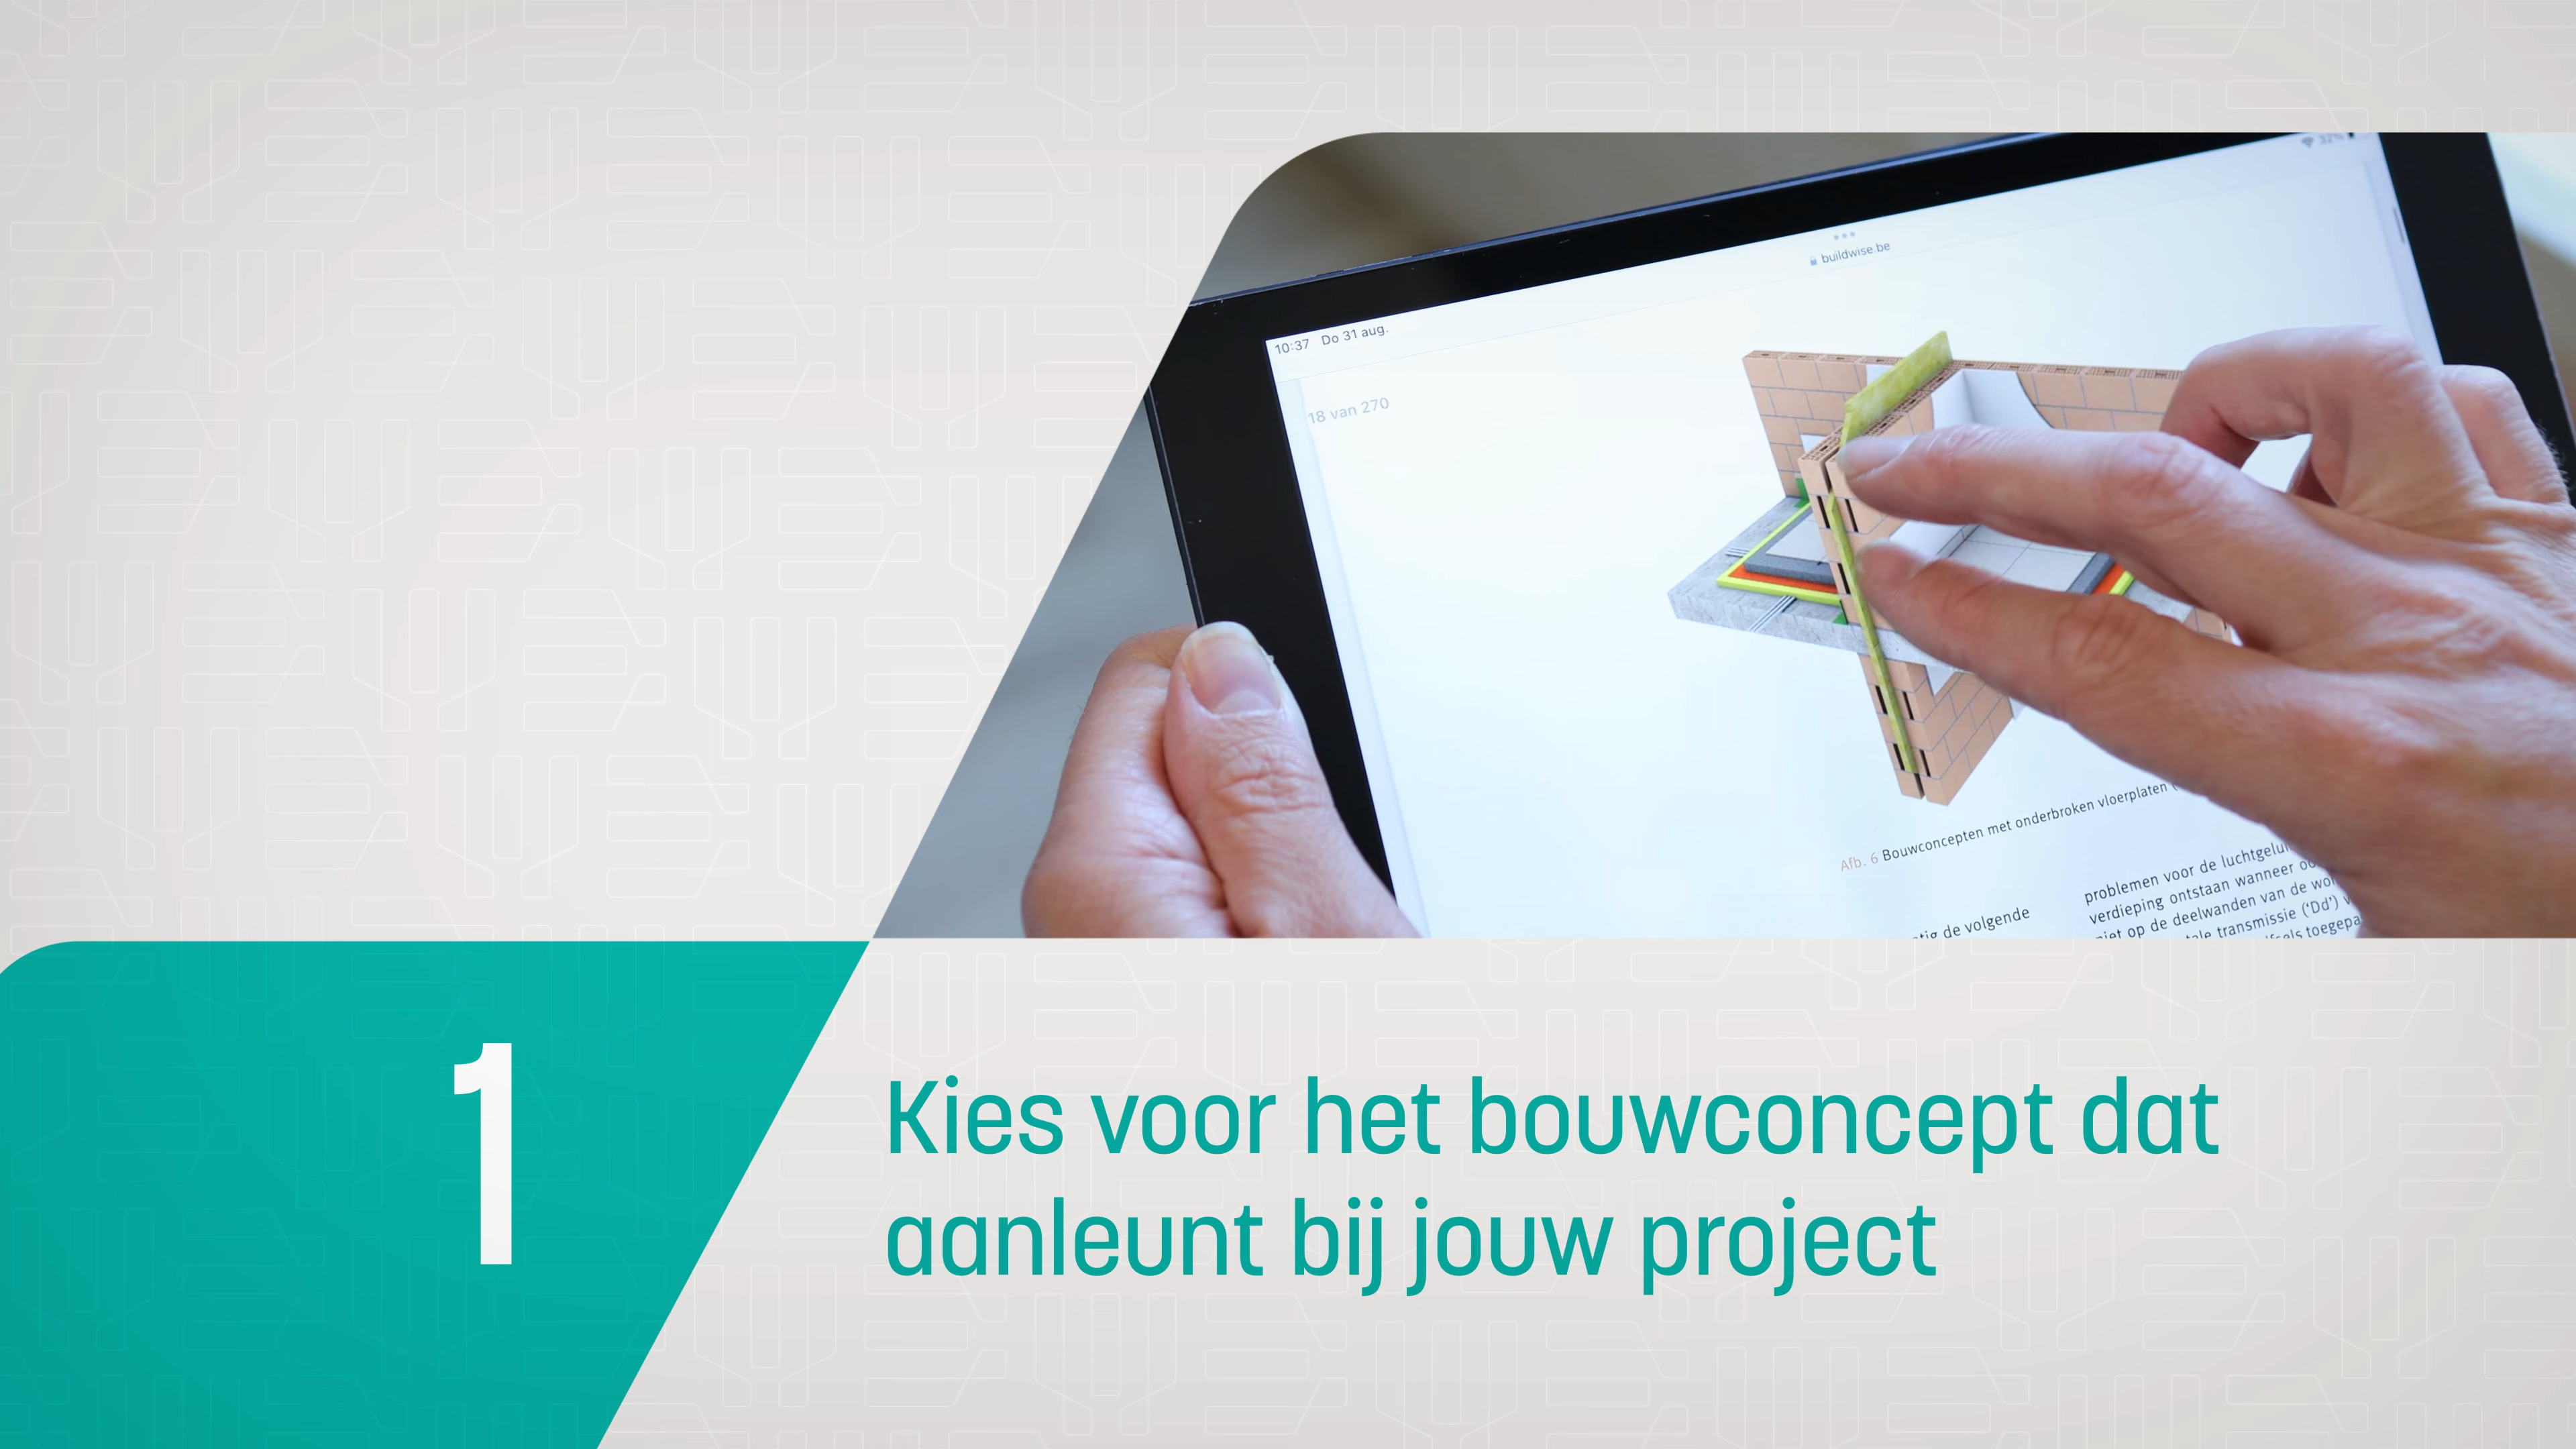 32%
buildwise.be
10:37 Do 31 aug.
18 van 270
Afb. 6 Bouwconcepten met onderbroken vloerplaten
problemen voor de
verdieping ontstaan wanneer
niet op de deelwanden van de
transmissie ('Dd')
de volgende
1
Kies voor het bouwconcept dat
aanleunt bij jouw project